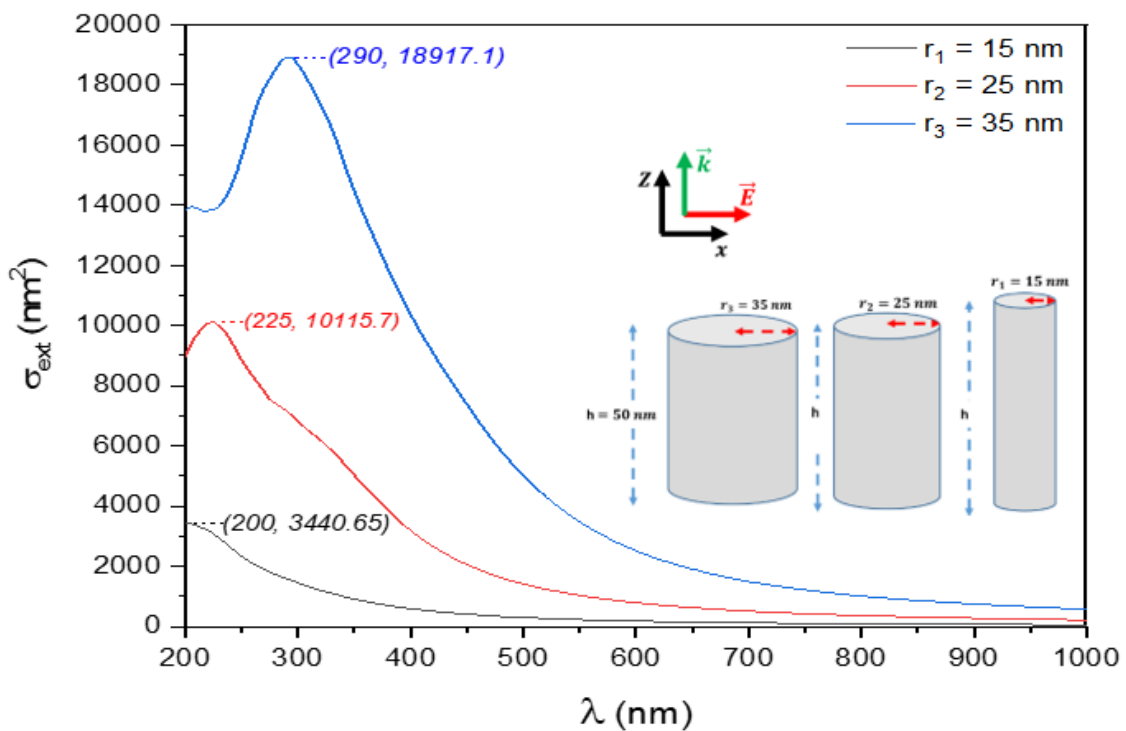 20000
18000
16000
14000
12000
10000
8000
6000
4000
2000
0
σext (nm²)
(290, 18917.1)
(225, 10115.7)
(200, 3440.65)
r₁ = 15 nm
r₂ = 25 nm
r₃ = 35 nm
k⃗
Z
E⃗
x
r₃ = 35 nm
r₂ = 25 nm
r₁ = 15 nm
h = 50 nm
h
h
200 300 400 500 600 700 800 900 1000
λ (nm)